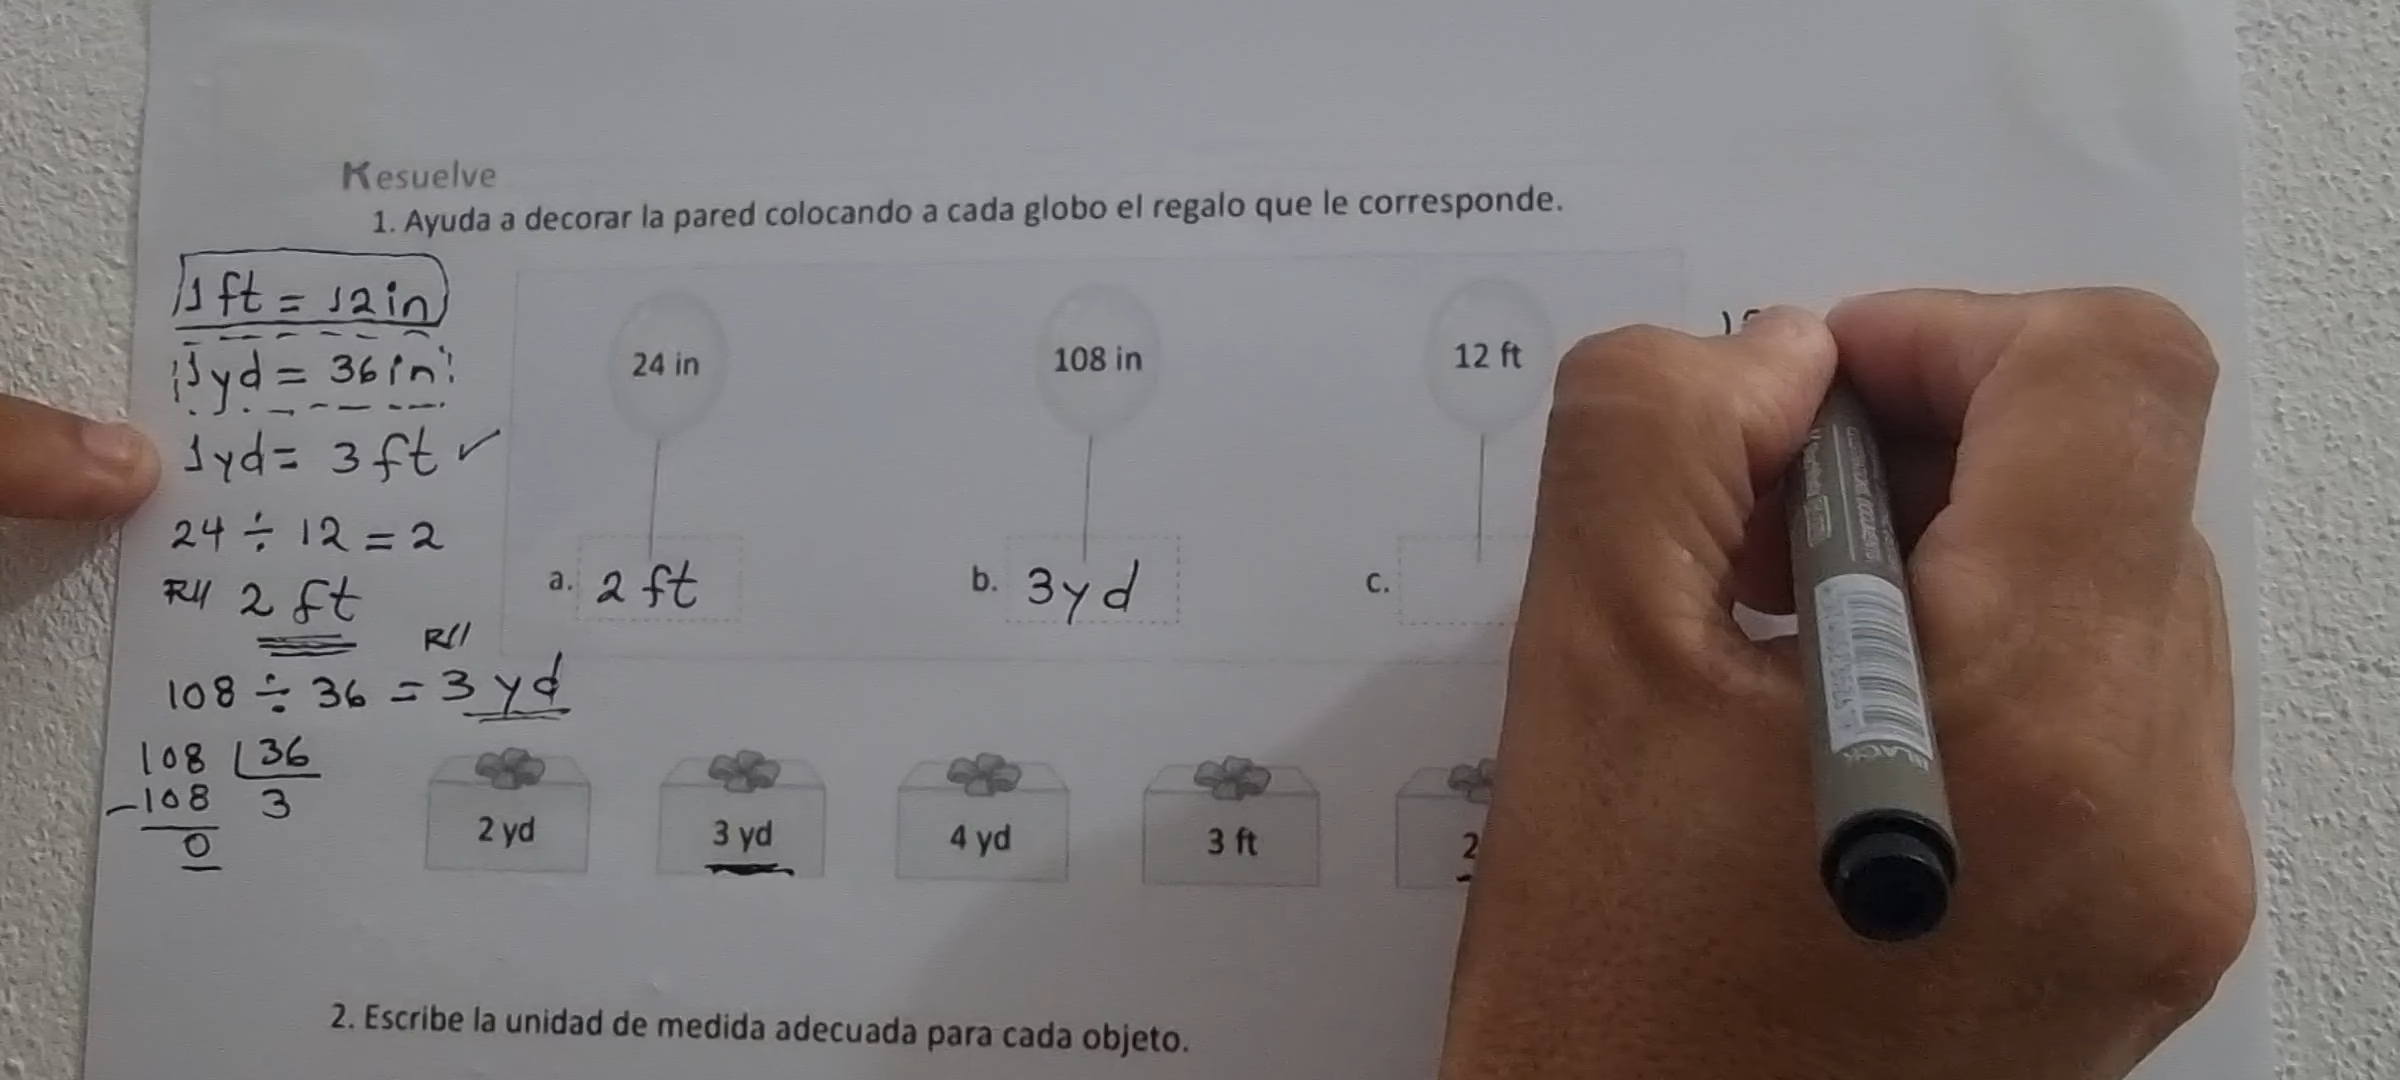 Resuelve
1. Ayuda a decorar la pared colocando a cada globo el regalo que le corresponde.
1 ft = 12 in
1 yd = 36 in
1 yd = 3 ft ✓
24 ÷ 12 = 2
R// 2 ft
R//
108 ÷ 36 = 3 yd
108 36
-108 3
0
24 in
108 in
12 ft
a. 2 ft
b. 3 yd
c.
2 yd
3 yd
4 yd
3 ft
2
2. Escribe la unidad de medida adecuada para cada objeto.